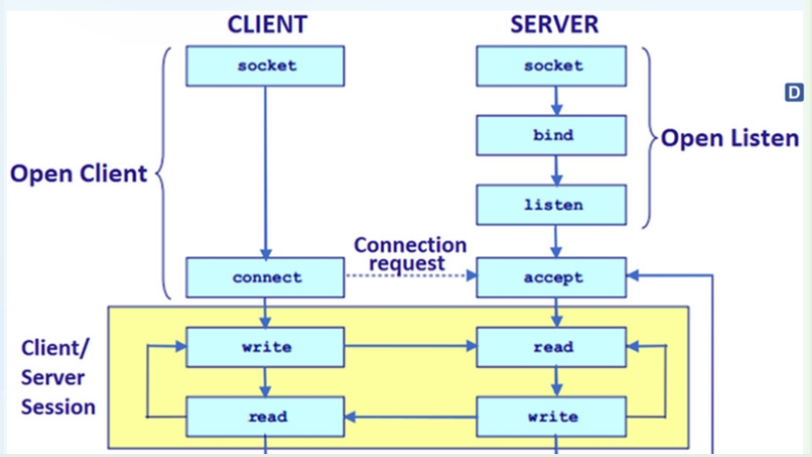 CLIENT
SERVER
socket
socket
D
bind
Open Listen
Open Client
listen
Connection
request
connect
accept
Client/
Server
Session
write
read
read
write